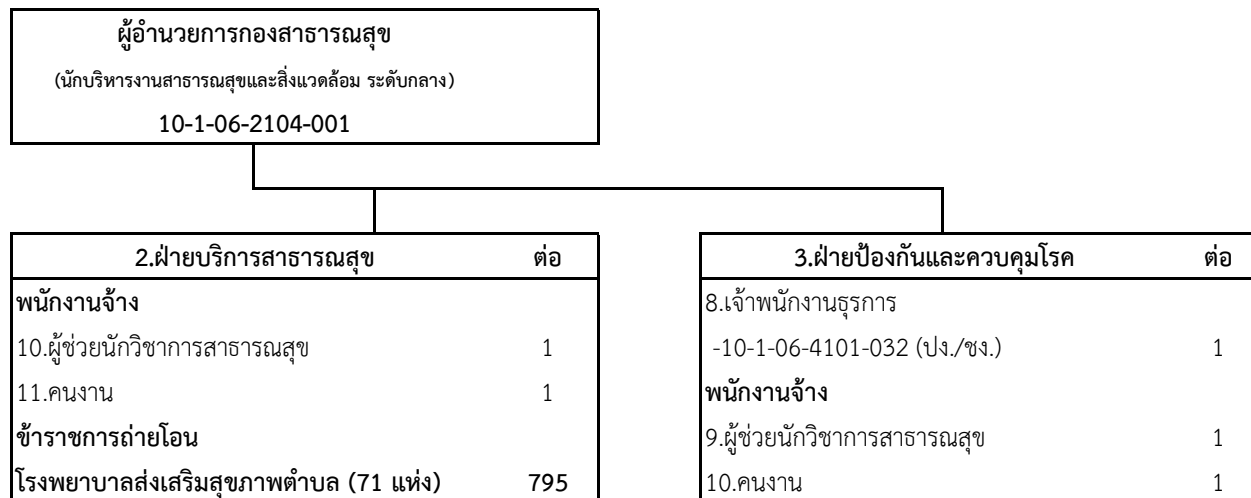 ผู้อำนวยการกองสาธารณสุข
(นักบริหารงานสาธารณสุขและสิ่งแวดล้อม ระดับกลาง)
10-1-06-2104-001
2.ฝ่ายบริการสาธารณสุข ต่อ
พนักงานจ้าง
10.ผู้ช่วยนักวิชาการสาธารณสุข 1
11.คนงาน 1
ข้าราชการถ่ายโอน
โรงพยาบาลส่งเสริมสุขภาพตำบล (71 แห่ง) 795
3.ฝ่ายป้องกันและควบคุมโรค ต่อ
8.เจ้าพนักงานธุรการ
-10-1-06-4101-032 (ปง./ชง.) 1
พนักงานจ้าง
9.ผู้ช่วยนักวิชาการสาธารณสุข 1
10.คนงาน 1